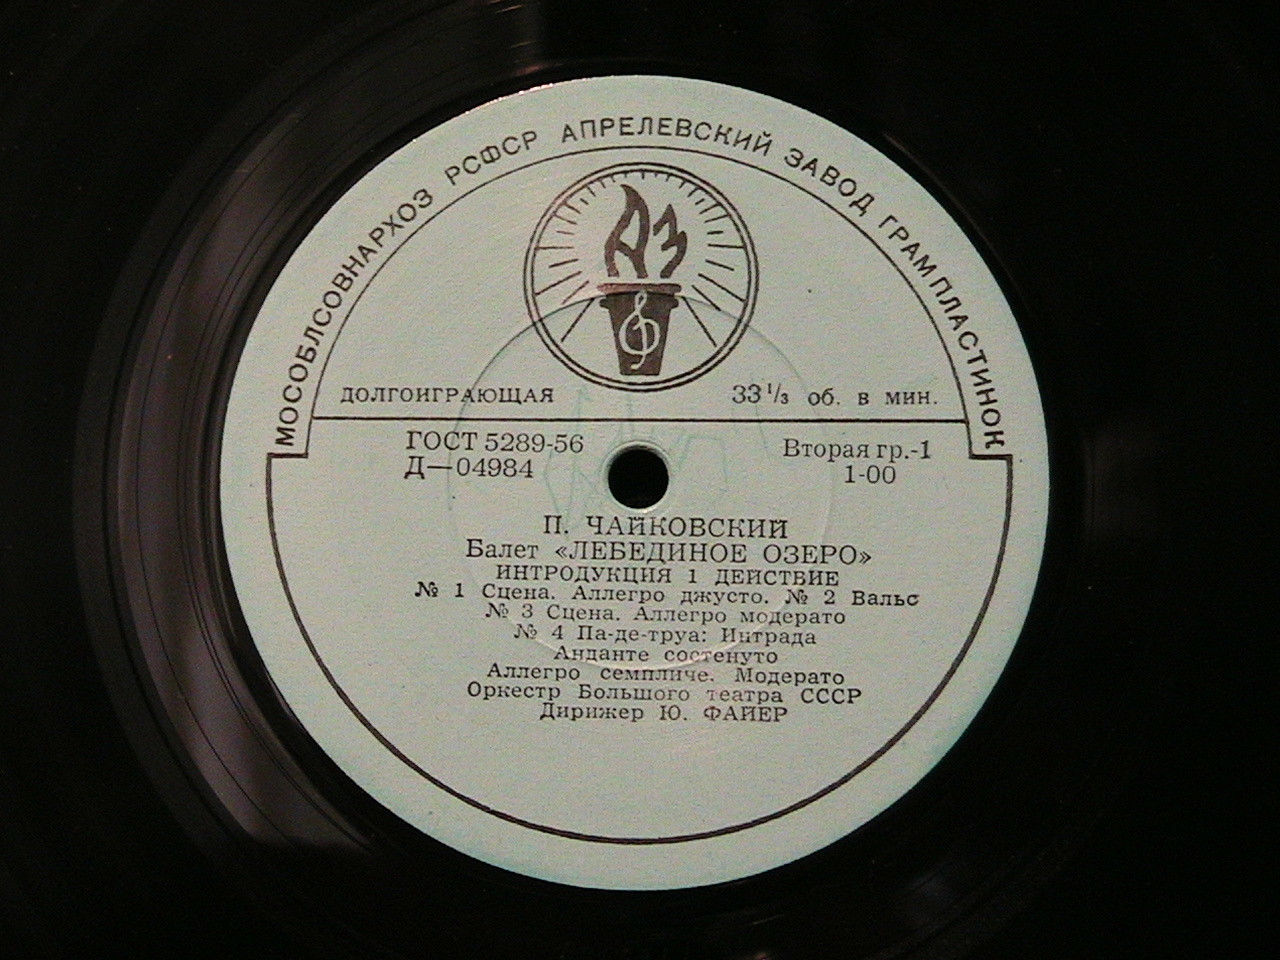 МОСОБЛСОВНАРХОЗ РСФСР АПРЕЛЕВСКИЙ ЗАВОД ГРАМПЛАСТИНОК
АЗ
ДОЛГОИГРАЮЩАЯ 33 1/3 об. в мин.
ГОСТ 5289-56 Вторая гр.-1
Д—04984 1-00
П. ЧАЙКОВСКИЙ
Балет «ЛЕБЕДИНОЕ ОЗЕРО»
ИНТРОДУКЦИЯ 1 ДЕЙСТВИЕ
№ 1 Сцена. Аллегро джусто. № 2 Вальс
№ 3 Сцена. Аллегро модерато
№ 4 Па-де-труа: Интрада
Анданте состенуто
Аллегро семпличе. Модерато
Оркестр Большого театра СССР
Дирижер Ю. ФАЙЕР